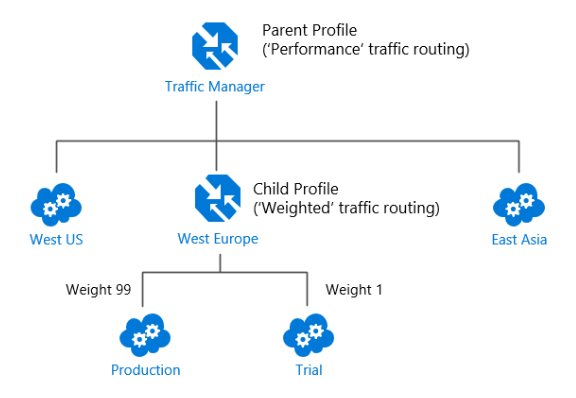 Parent Profile
(‘Performance’ traffic routing)
Traffic Manager
Child Profile
(‘Weighted’ traffic routing)
West US
West Europe
East Asia
Weight 99
Weight 1
Production
Trial